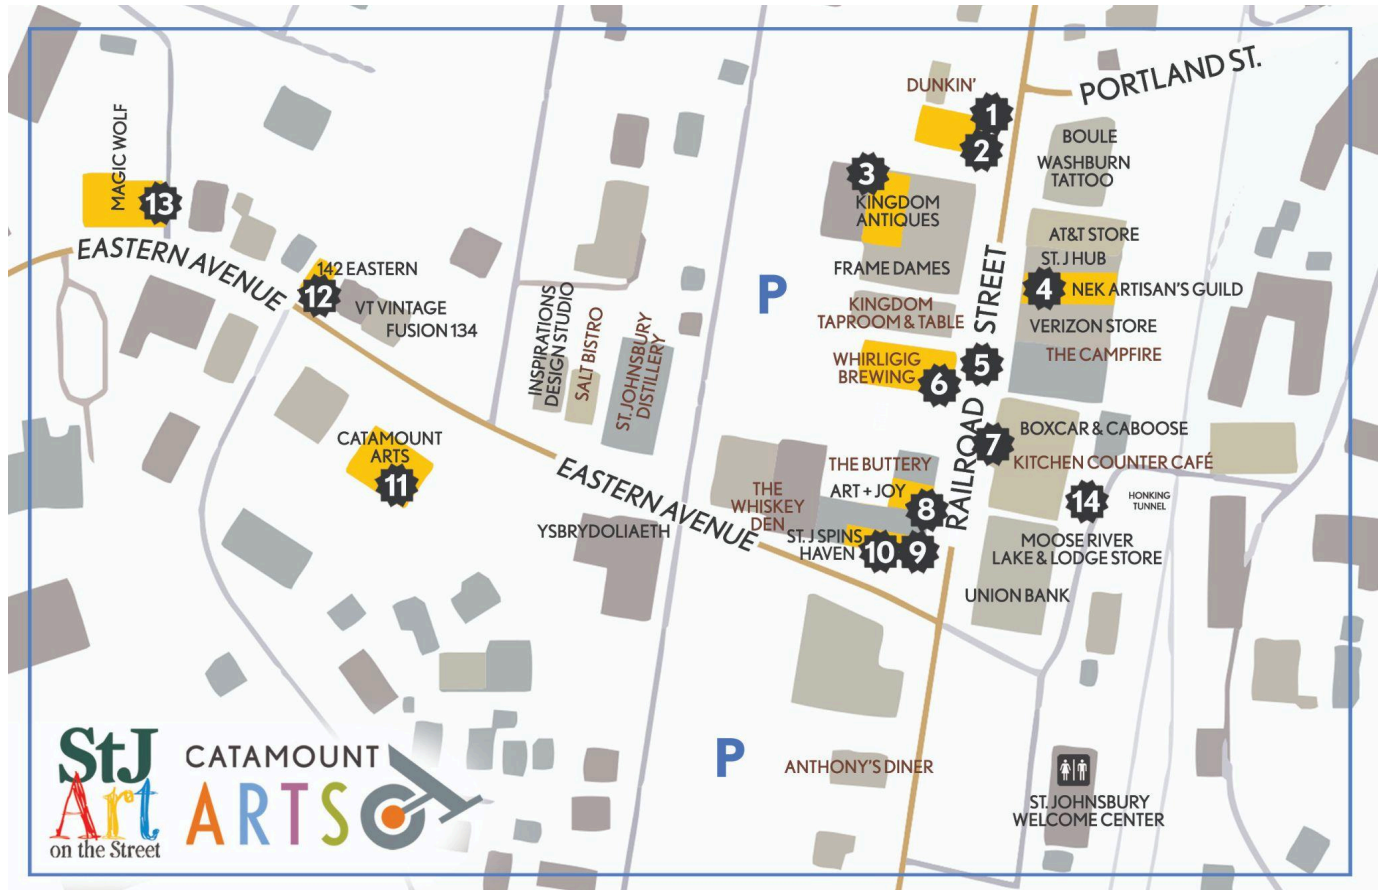 PORTLAND ST.
DUNKIN'
1
2
BOULE
WASHBURN
TATTOO
MAGIC WOLF
13
3
KINGDOM
ANTIQUES
AT&T STORE
ST. J HUB
EASTERN AVENUE
142 EASTERN
12
VT VINTAGE
FUSION 134
FRAME DAMES
4
NEK ARTISAN'S GUILD
P
KINGDOM
TAPROOM & TABLE
VERIZON STORE
THE CAMPFIRE
INSPIRATIONS
DESIGN STUDIO
SALT BISTRO
ST. JOHNSBURY
DISTILLERY
WHIRLIGIG
BREWING
6
5
RAILROAD STREET
7
BOXCAR & CABOOSE
KITCHEN COUNTER CAFÉ
CATAMOUNT
ARTS
11
EASTERN AVENUE
THE BUTTERY
ART + JOY
8
THE
WHISKEY
DEN
14
HONKING
TUNNEL
YSBRYDOLIAETH
ST. J SPINS
HAVEN
10
9
MOOSE RIVER
LAKE & LODGE STORE
UNION BANK
P
ANTHONY'S DINER
ST. JOHNSBURY
WELCOME CENTER
StJ
Art
on the Street
CATAMOUNT
ARTS